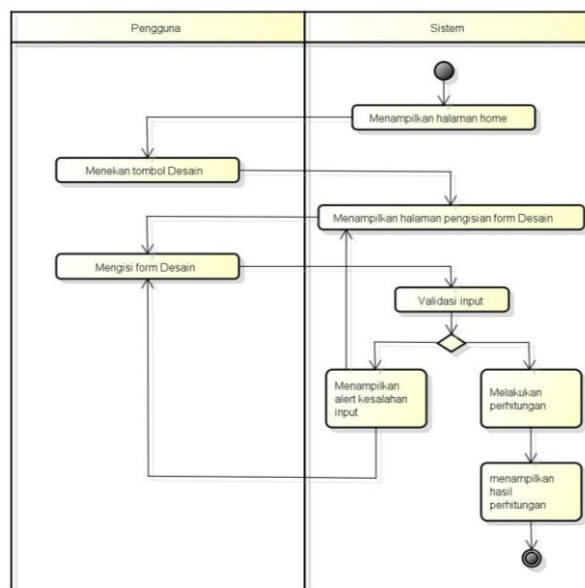 Pengguna
Sistem
Menampilkan halaman home
Menekan tombol Desain
Menampilkan halaman pengisian form Desain
Mengisi form Desain
Validasi input
Menampilkan
alert kesalahan
input
Melakukan
perhitungan
menampilkan
hasil
perhitungan